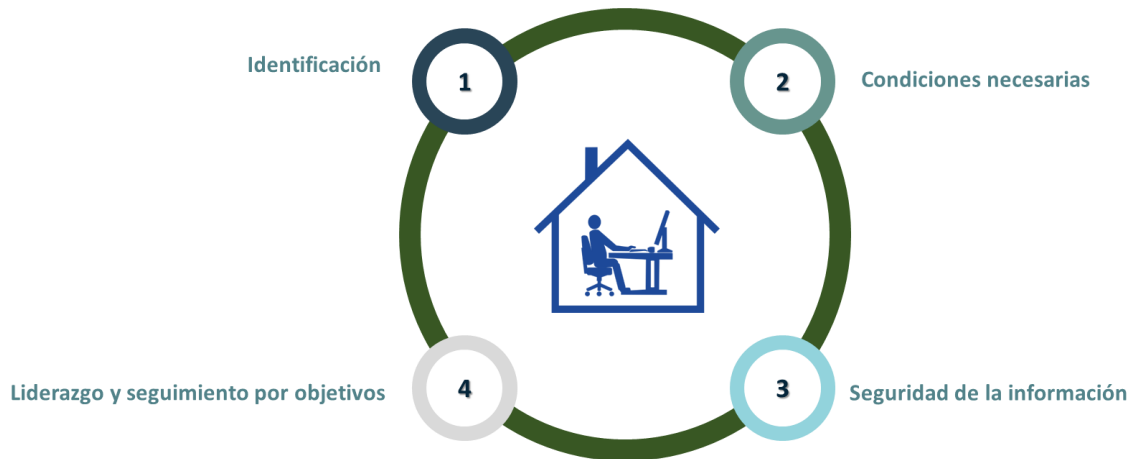 Identificación
1
2
Condiciones necesarias
Liderazgo y seguimiento por objetivos
4
3
Seguridad de la información